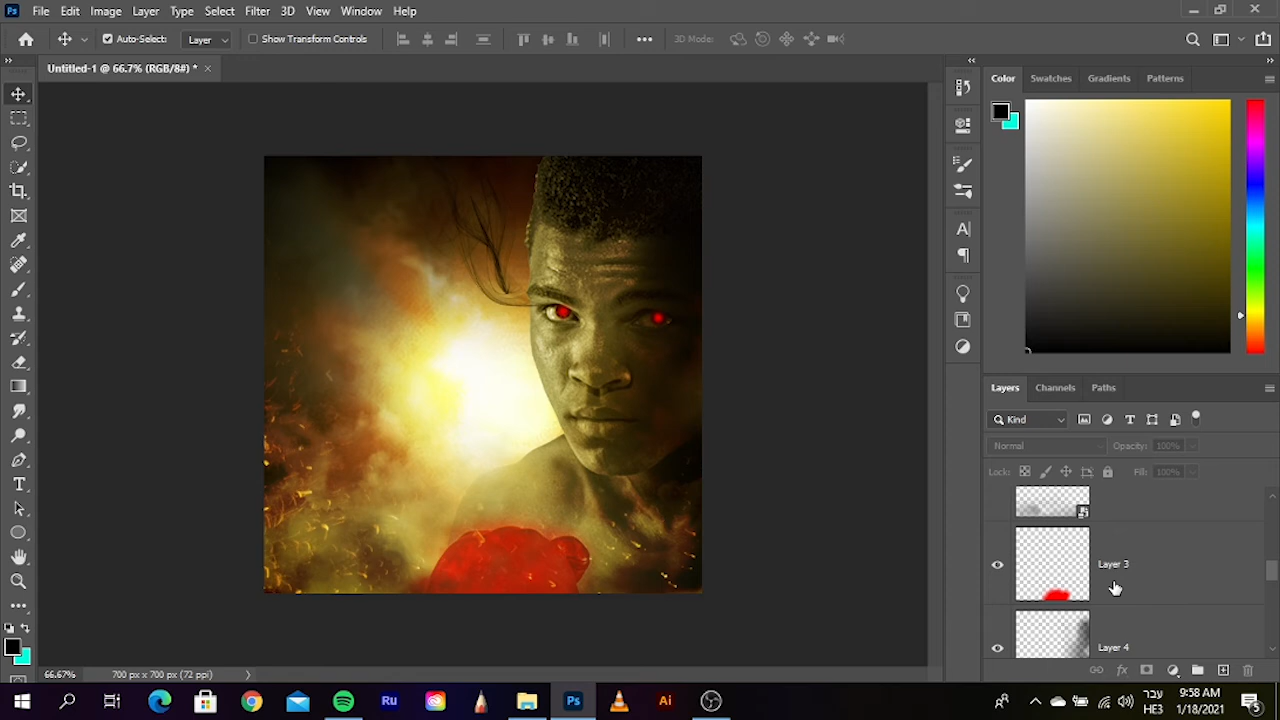 Ps File Edit Image Layer Type Select Filter 3D View Window Help
Auto-Select: Layer Show Transform Controls 3D Mode:
Untitled-1 @ 66.7% (RGB/8#) * ×
Color Swatches Gradients Patterns
Layers Channels Paths
Kind
Normal Opacity: 100%
Lock: Fill: 100%
Layer 3
Layer 4
66.67% 700 px x 700 px (72 ppi)
Ru Ps Ai
עבר 9:58 AM
HE3 1/18/2021 5